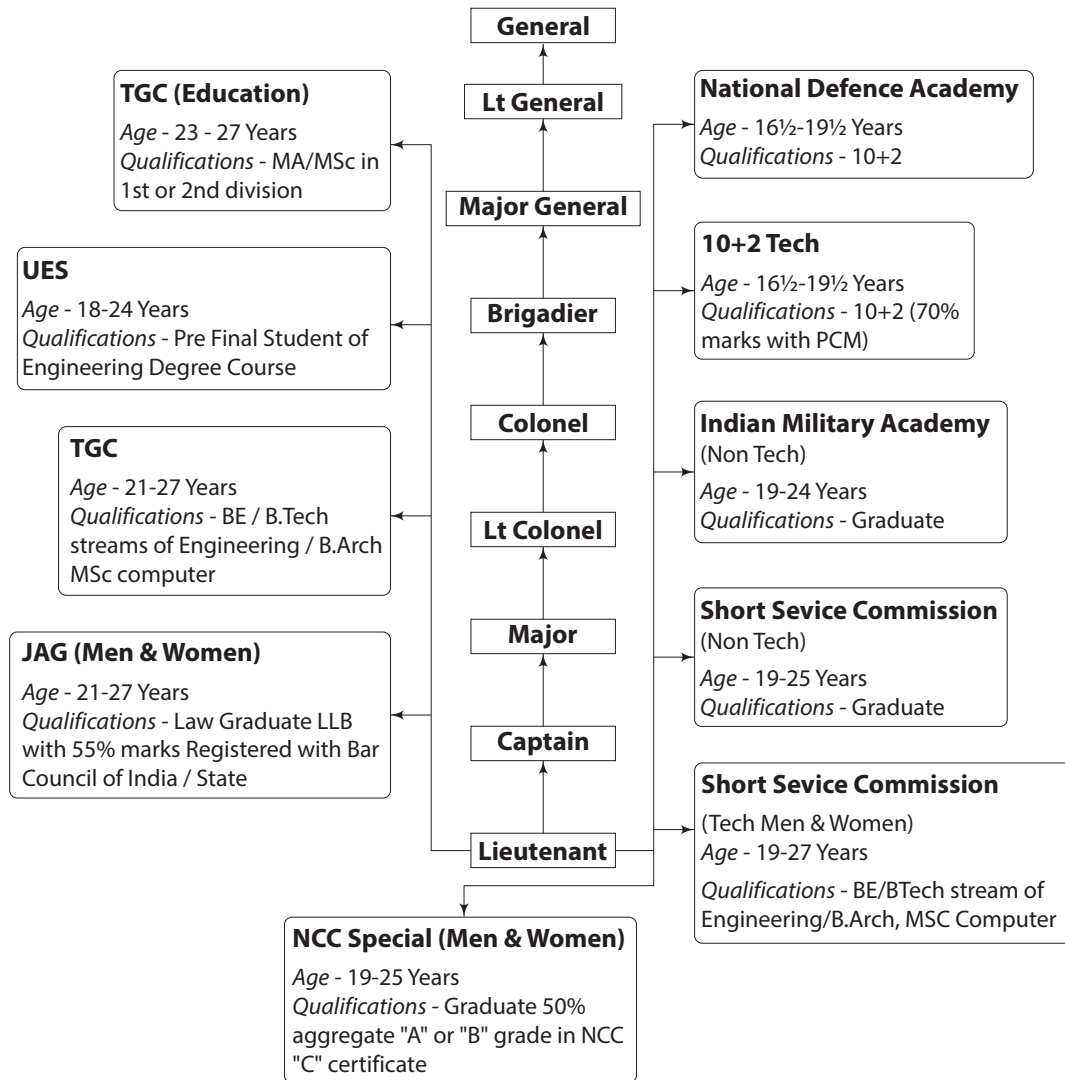 General
Lt General
Major General
Brigadier
Colonel
Lt Colonel
Major
Captain
Lieutenant
TGC (Education)
Age - 23 - 27 Years
Qualifications - MA/MSc in
1st or 2nd division
UES
Age - 18-24 Years
Qualifications - Pre Final Student of
Engineering Degree Course
TGC
Age - 21-27 Years
Qualifications - BE / B.Tech
streams of Engineering / B.Arch
MSc computer
JAG (Men & Women)
Age - 21-27 Years
Qualifications - Law Graduate LLB
with 55% marks Registered with Bar
Council of India / State
National Defence Academy
Age - 16½-19½ Years
Qualifications - 10+2
10+2 Tech
Age - 16½-19½ Years
Qualifications - 10+2 (70%
marks with PCM)
Indian Military Academy
(Non Tech)
Age - 19-24 Years
Qualifications - Graduate
Short Sevice Commission
(Non Tech)
Age - 19-25 Years
Qualifications - Graduate
Short Sevice Commission
(Tech Men & Women)
Age - 19-27 Years
Qualifications - BE/BTech stream of
Engineering/B.Arch, MSC Computer
NCC Special (Men & Women)
Age - 19-25 Years
Qualifications - Graduate 50%
aggregate "A" or "B" grade in NCC
"C" certificate